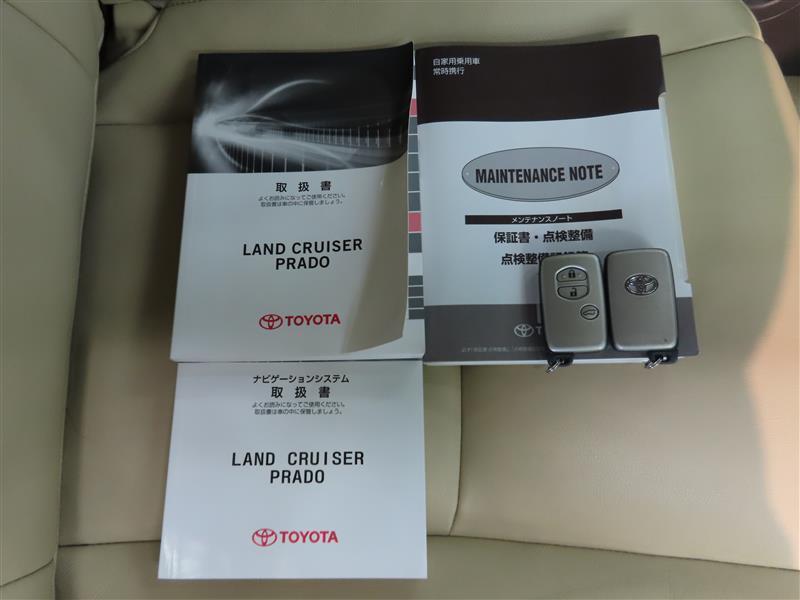 取扱書
よくお読みになってご使用ください。
取扱書は車の中に保管しましょう。
LAND CRUISER
PRADO
TOYOTA
自家用乗用車
常時携行
MAINTENANCE NOTE
メンテナンスノート
保証書・点検整備
点検整備
ナビゲーションシステム
取扱書
よくお読みになってご使用ください。
取扱書は車の中に保管しましょう。
LAND CRUISER
PRADO
TOYOTA